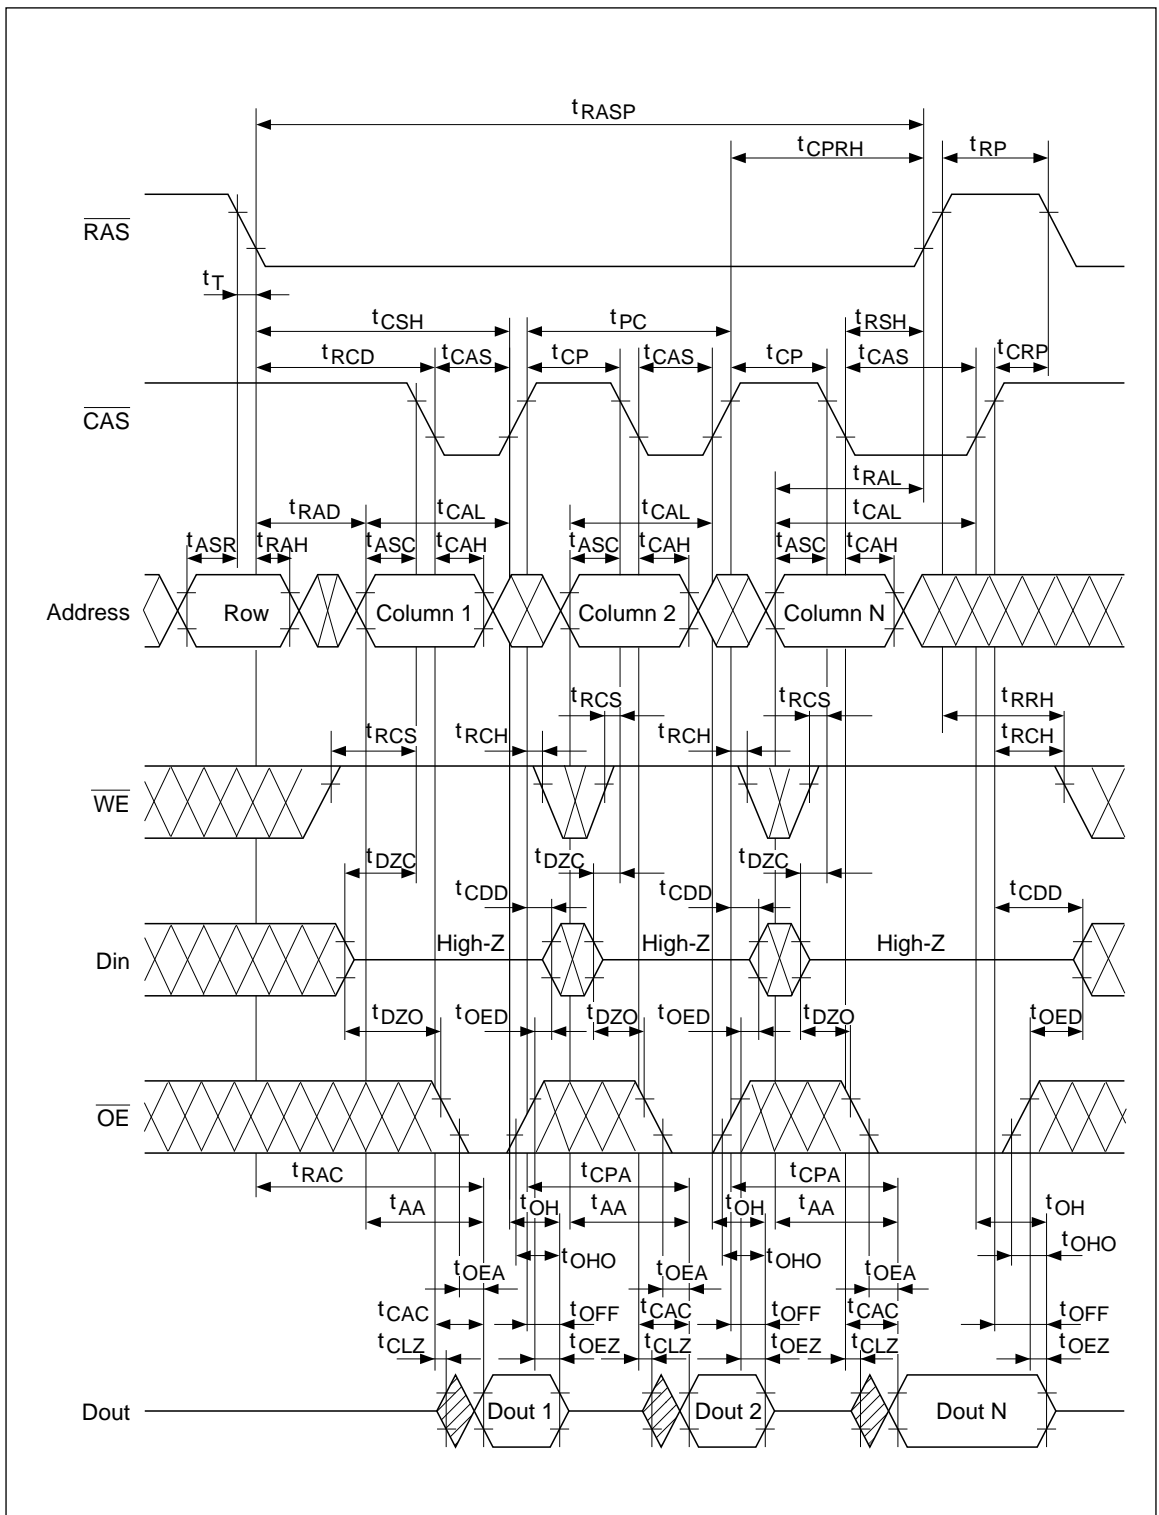 tRASP
tCPRH tRP
RAS
tT
tCSH tPC tRSH
tRCD tCAS tCP tCAS tCP tCAS tCRP
CAS
tRAL
tRAD tCAL tCAL tCAL
tASR tRAH tASC tCAH tASC tCAH tASC tCAH
Address Row Column 1 Column 2 Column N
tRCS tRCS tRRH
tRCS tRCH tRCH tRCH
WE
tDZC tDZC tDZC
tCDD tCDD tCDD
Din High-Z High-Z High-Z
tDZO tOED tDZO tOED tDZO tOED
OE
tRAC tCPA tCPA
tAA tOH tAA tOH tAA tOH
tOHO tOHO tOHO
tOEA tOEA tOEA
tCAC tOFF tCAC tOFF tCAC tOFF
tCLZ tOEZ tCLZ tOEZ tCLZ tOEZ
Dout Dout 1 Dout 2 Dout N